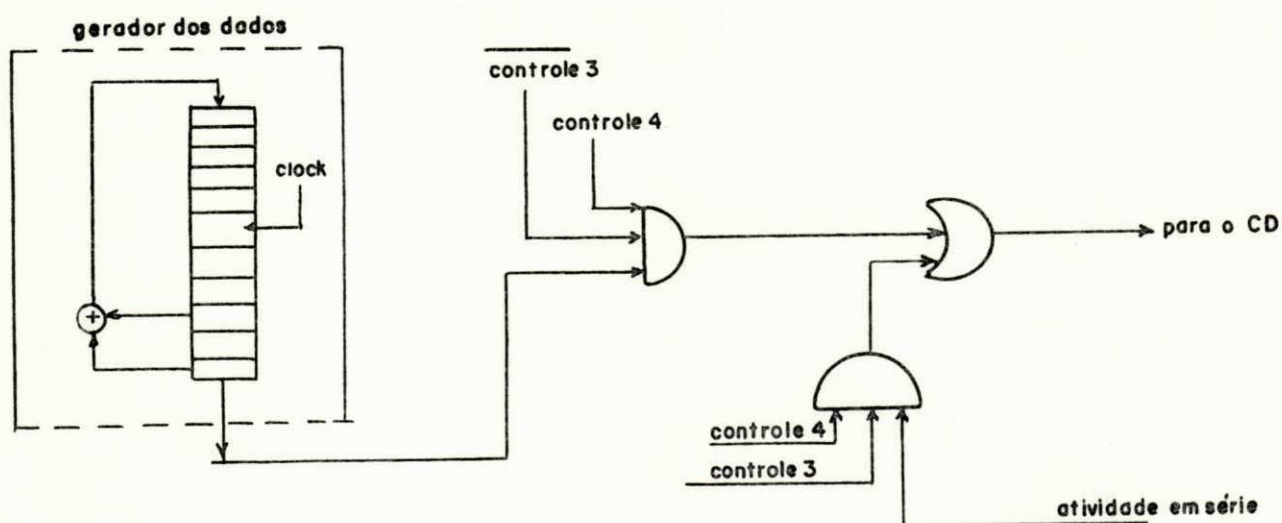 gerador dos dados
controle 3
controle 4
clock
+
para o CD
controle 4
controle 3
atividade em série